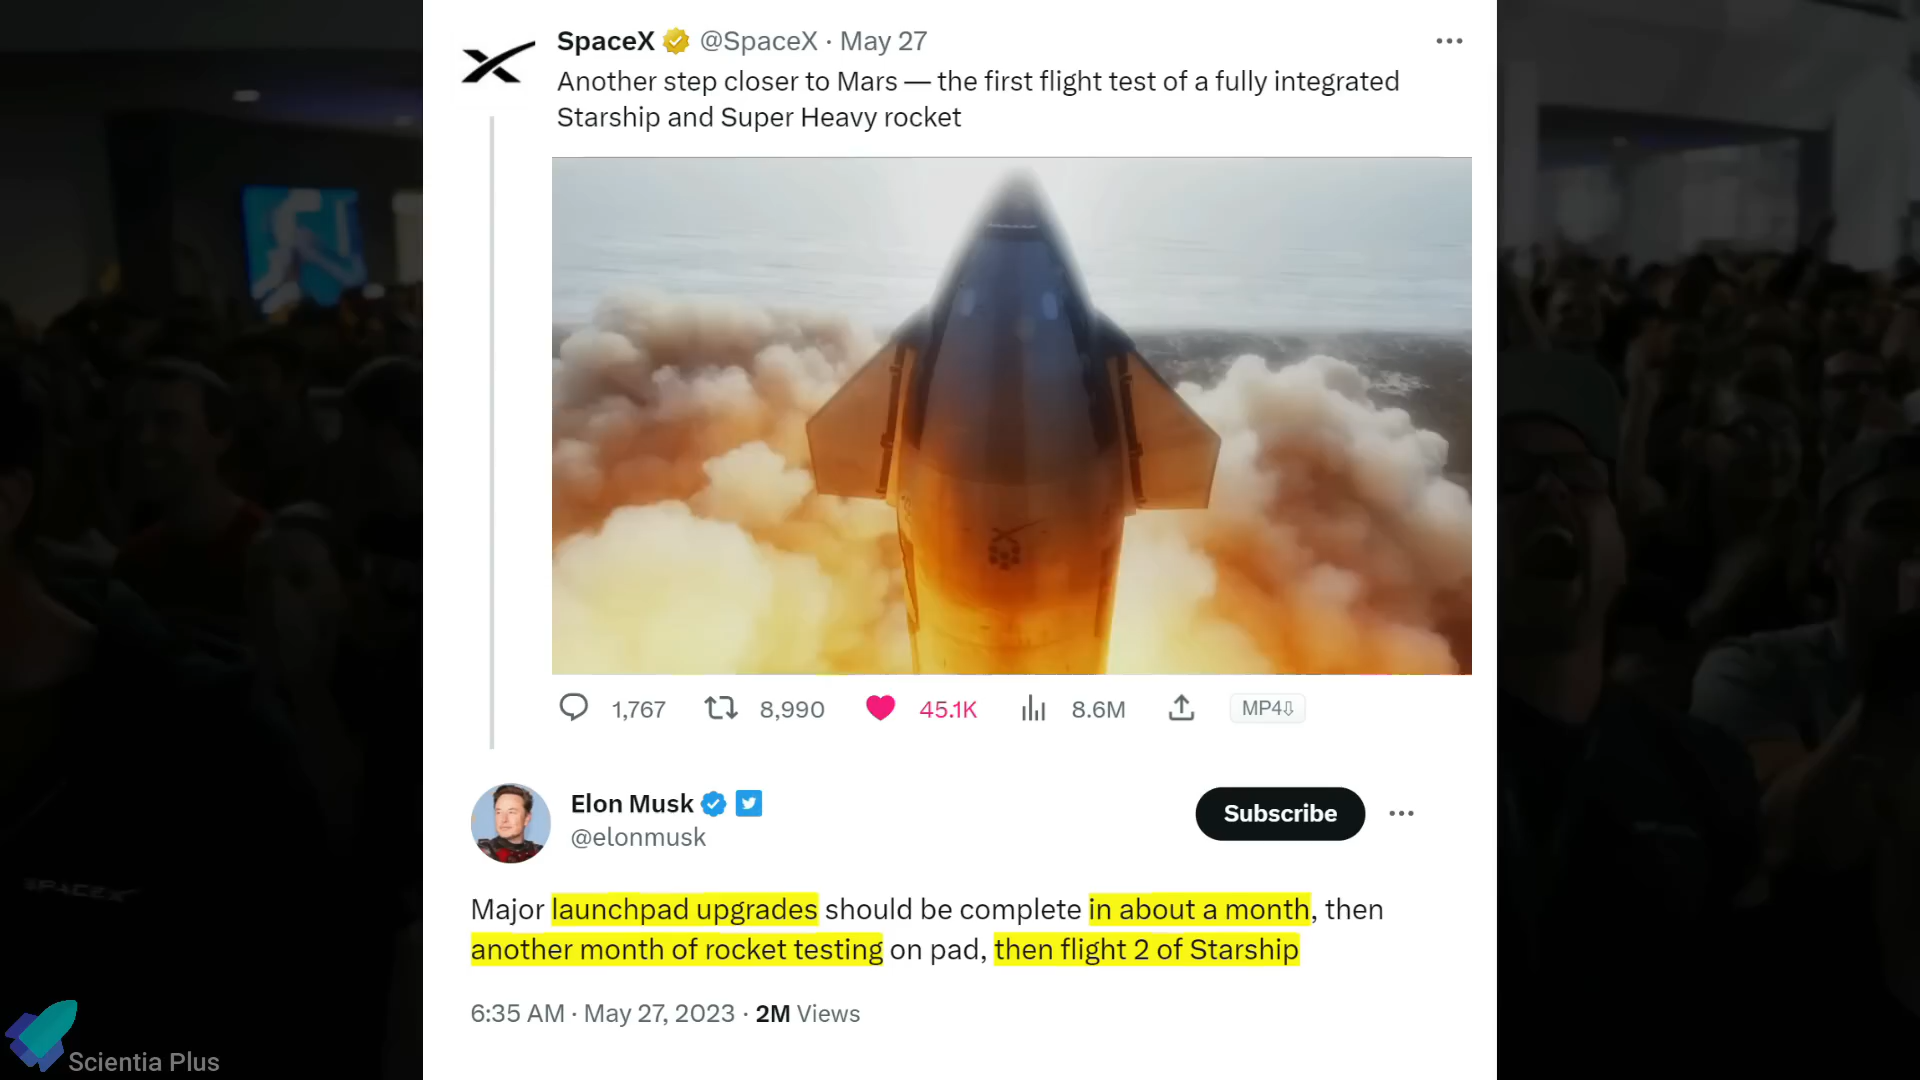 SpaceX @SpaceX · May 27
Another step closer to Mars — the first flight test of a fully integrated
Starship and Super Heavy rocket
1,767 8,990 45.1K 8.6M MP4⇩
Elon Musk
@elonmusk
Subscribe
Major launchpad upgrades should be complete in about a month, then
another month of rocket testing on pad, then flight 2 of Starship
6:35 AM · May 27, 2023 · 2M Views
SPACEX
Scientia Plus